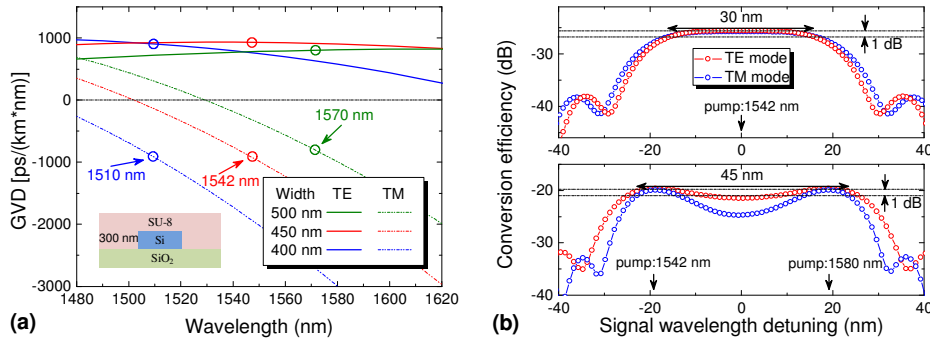 1000
0
-1000
-2000
-3000
GVD [ps/(km*nm)]
1570 nm
1510 nm
1542 nm
Width TE TM
500 nm
450 nm
400 nm
SU-8
300 nm
Si
SiO2
1480 1500 1520 1540 1560 1580 1600 1620
(a) Wavelength (nm)
30 nm
1 dB
TE mode
TM mode
pump:1542 nm
-30
-40
-40 -20 0 20 40
45 nm
-20
1 dB
pump:1542 nm
pump:1580 nm
-30
-40
-40 -20 0 20 40
Conversion efficiency (dB)
(b) Signal wavelength detuning (nm)